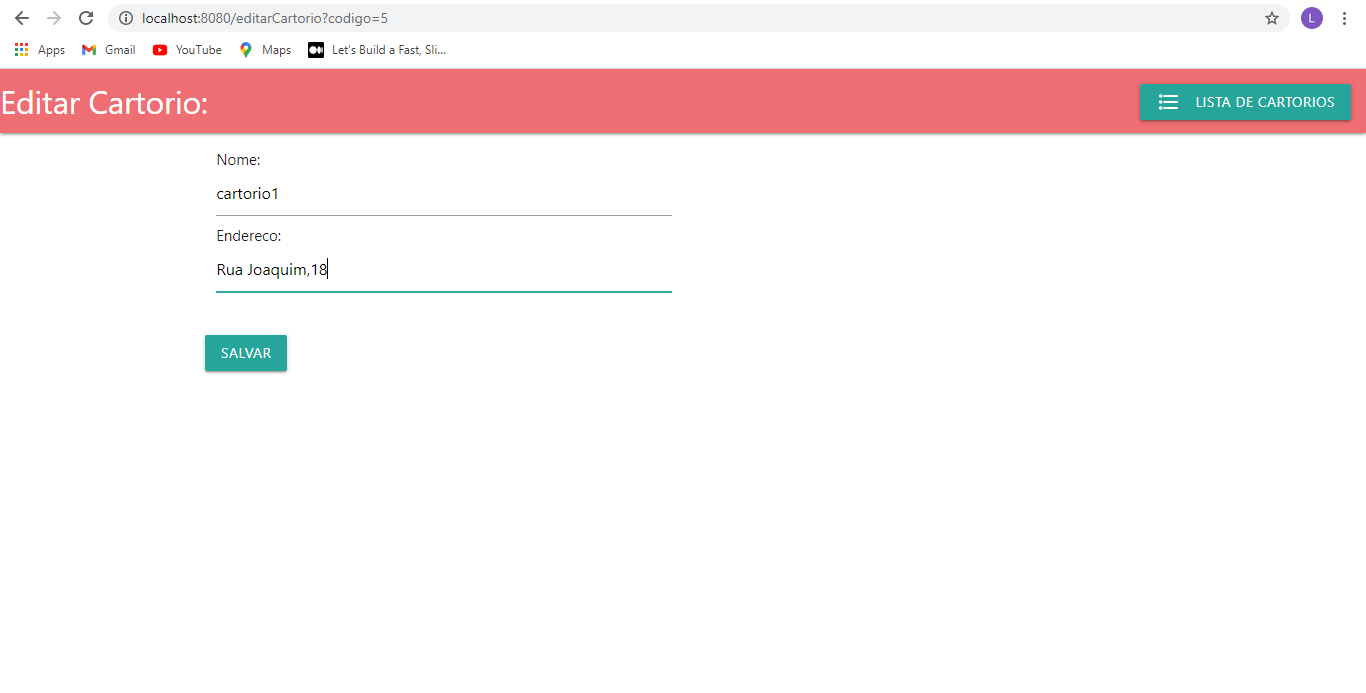 localhost:8080/editarCartorio?codigo=5
L
Apps Gmail YouTube Maps Let's Build a Fast, Sli...
Editar Cartorio:
LISTA DE CARTORIOS
Nome:
cartorio1
Endereco:
Rua Joaquim,18
SALVAR